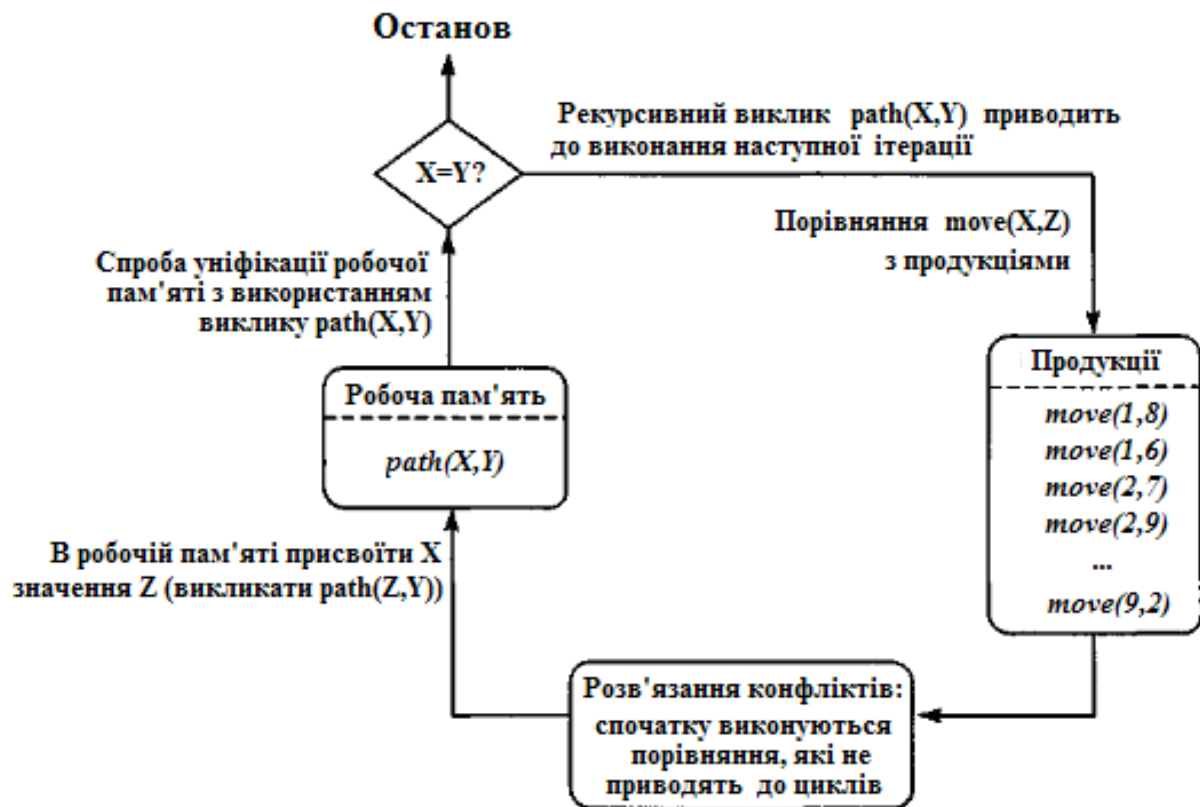 Останов
Рекурсивний виклик path(X,Y) приводить
до виконання наступної ітерації
X=Y?
Порівняння move(X,Z)
з продукціями
Спроба уніфікації робочої
пам'яті з використанням
виклику path(X,Y)
Продукції
move(1,8)
move(1,6)
move(2,7)
move(2,9)
...
move(9,2)
Робоча пам'ять
path(X,Y)
В робочій пам'яті присвоїти X
значення Z (викликати path(Z,Y))
Розв'язання конфліктів:
спочатку виконуються
порівняння, які не
приводять до циклів